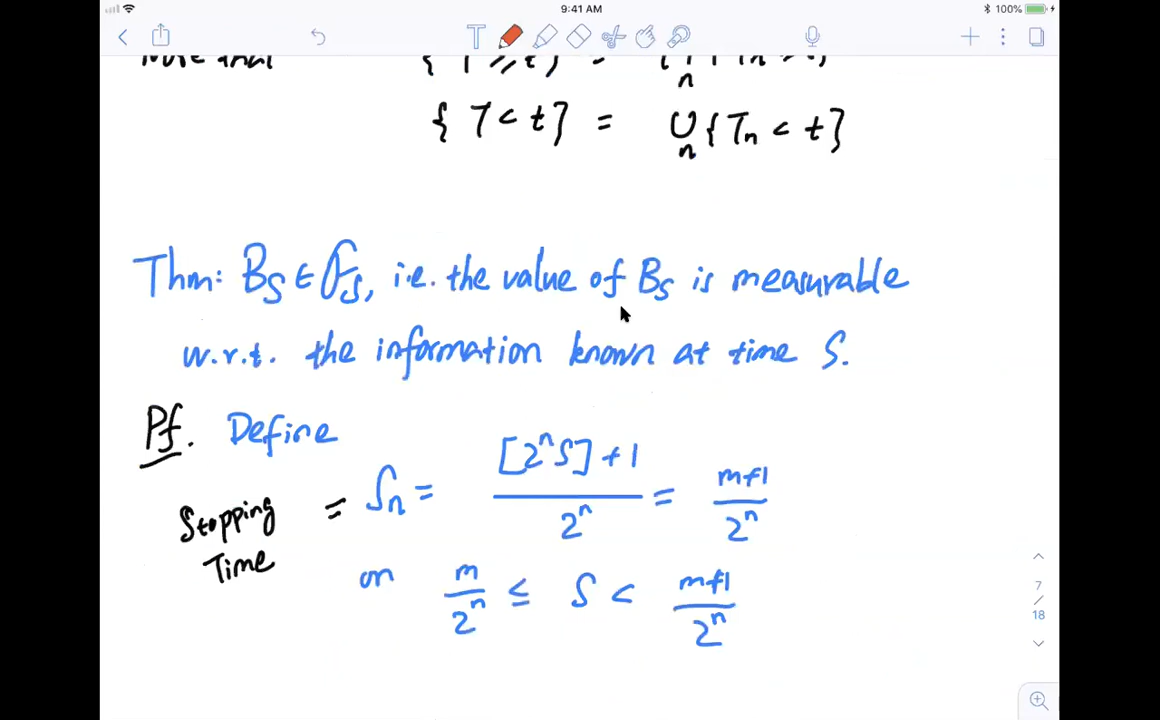 9:41 AM
100%
T
{ T < t } = ∪ₙ { Tₙ < t }
Thm: B_S ∈ F_S, i.e. the value of B_S is measurable
w.r.t. the information known at time S.
Pf. Define
Stopping Time = Sₙ = ([2ⁿS] + 1) / 2ⁿ = (m+1) / 2ⁿ
on m / 2ⁿ ≤ S < (m+1) / 2ⁿ
7
/
18